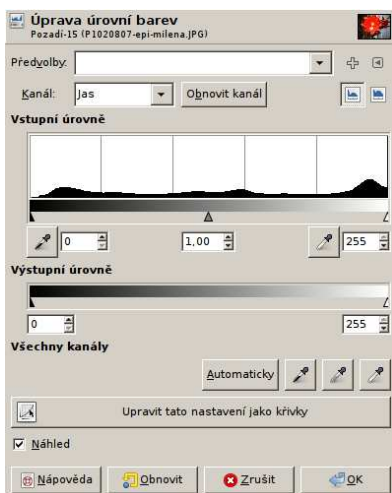 Úprava úrovní barev
Pozadí-15 (P1020807-epi-milena.JPG)
Předvolby:
Kanál: Jas Obnovit kanál
Vstupní úrovně
0 1,00 255
Výstupní úrovně
0 255
Všechny kanály
Automaticky
Upravit tato nastavení jako křivky
Náhled
Nápověda Obnovit Zrušit OK